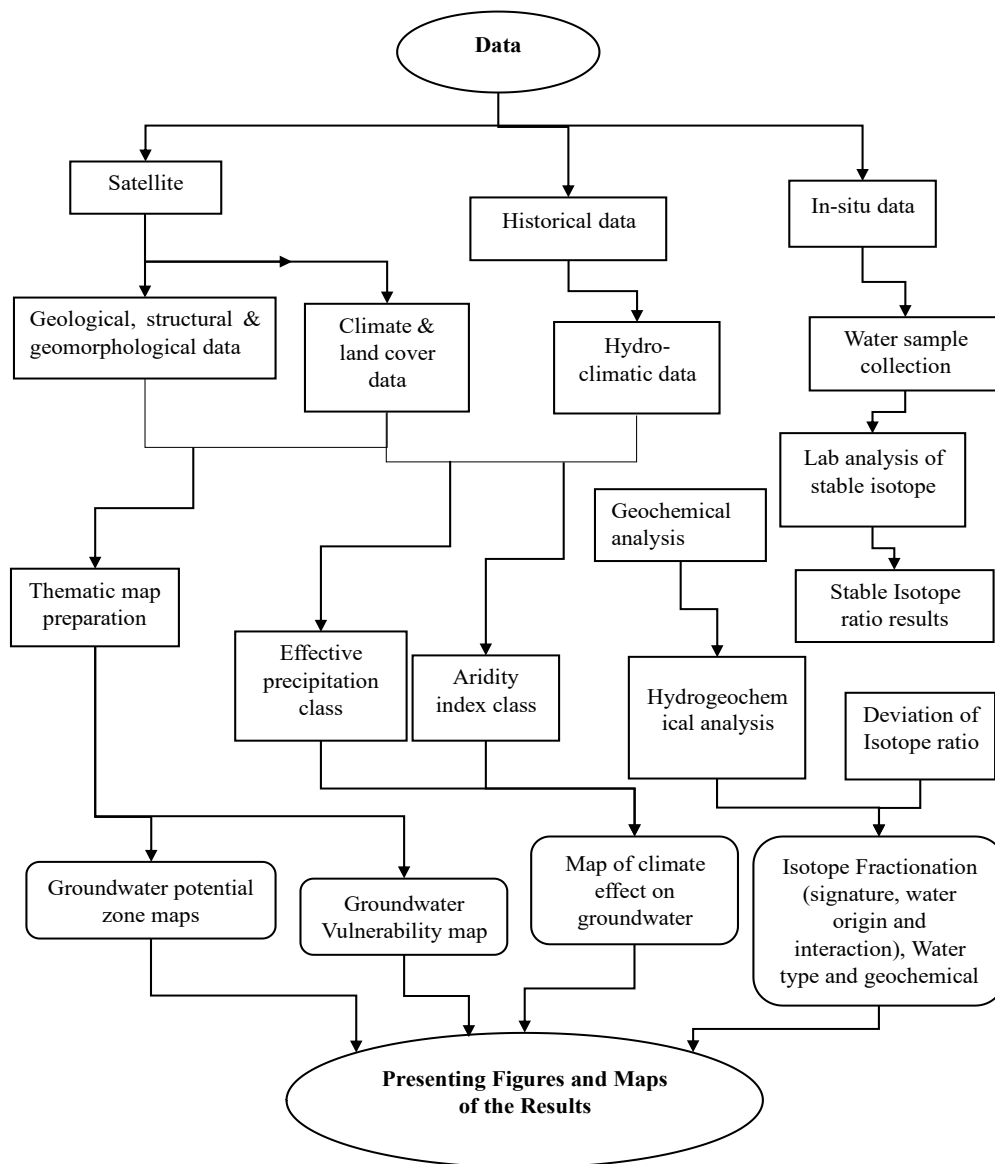 Data
Satellite
Historical data
In-situ data
Geological, structural &
geomorphological data
Climate &
land cover
data
Hydro-
climatic data
Water sample
collection
Lab analysis of
stable isotope
Geochemical
analysis
Thematic map
preparation
Stable Isotope
ratio results
Effective
precipitation
class
Aridity
index class
Hydrogeochem
ical analysis
Deviation of
Isotope ratio
Groundwater potential
zone maps
Groundwater
Vulnerability map
Map of climate
effect on
groundwater
Isotope Fractionation
(signature, water
origin and
interaction), Water
type and geochemical
Presenting Figures and Maps
of the Results